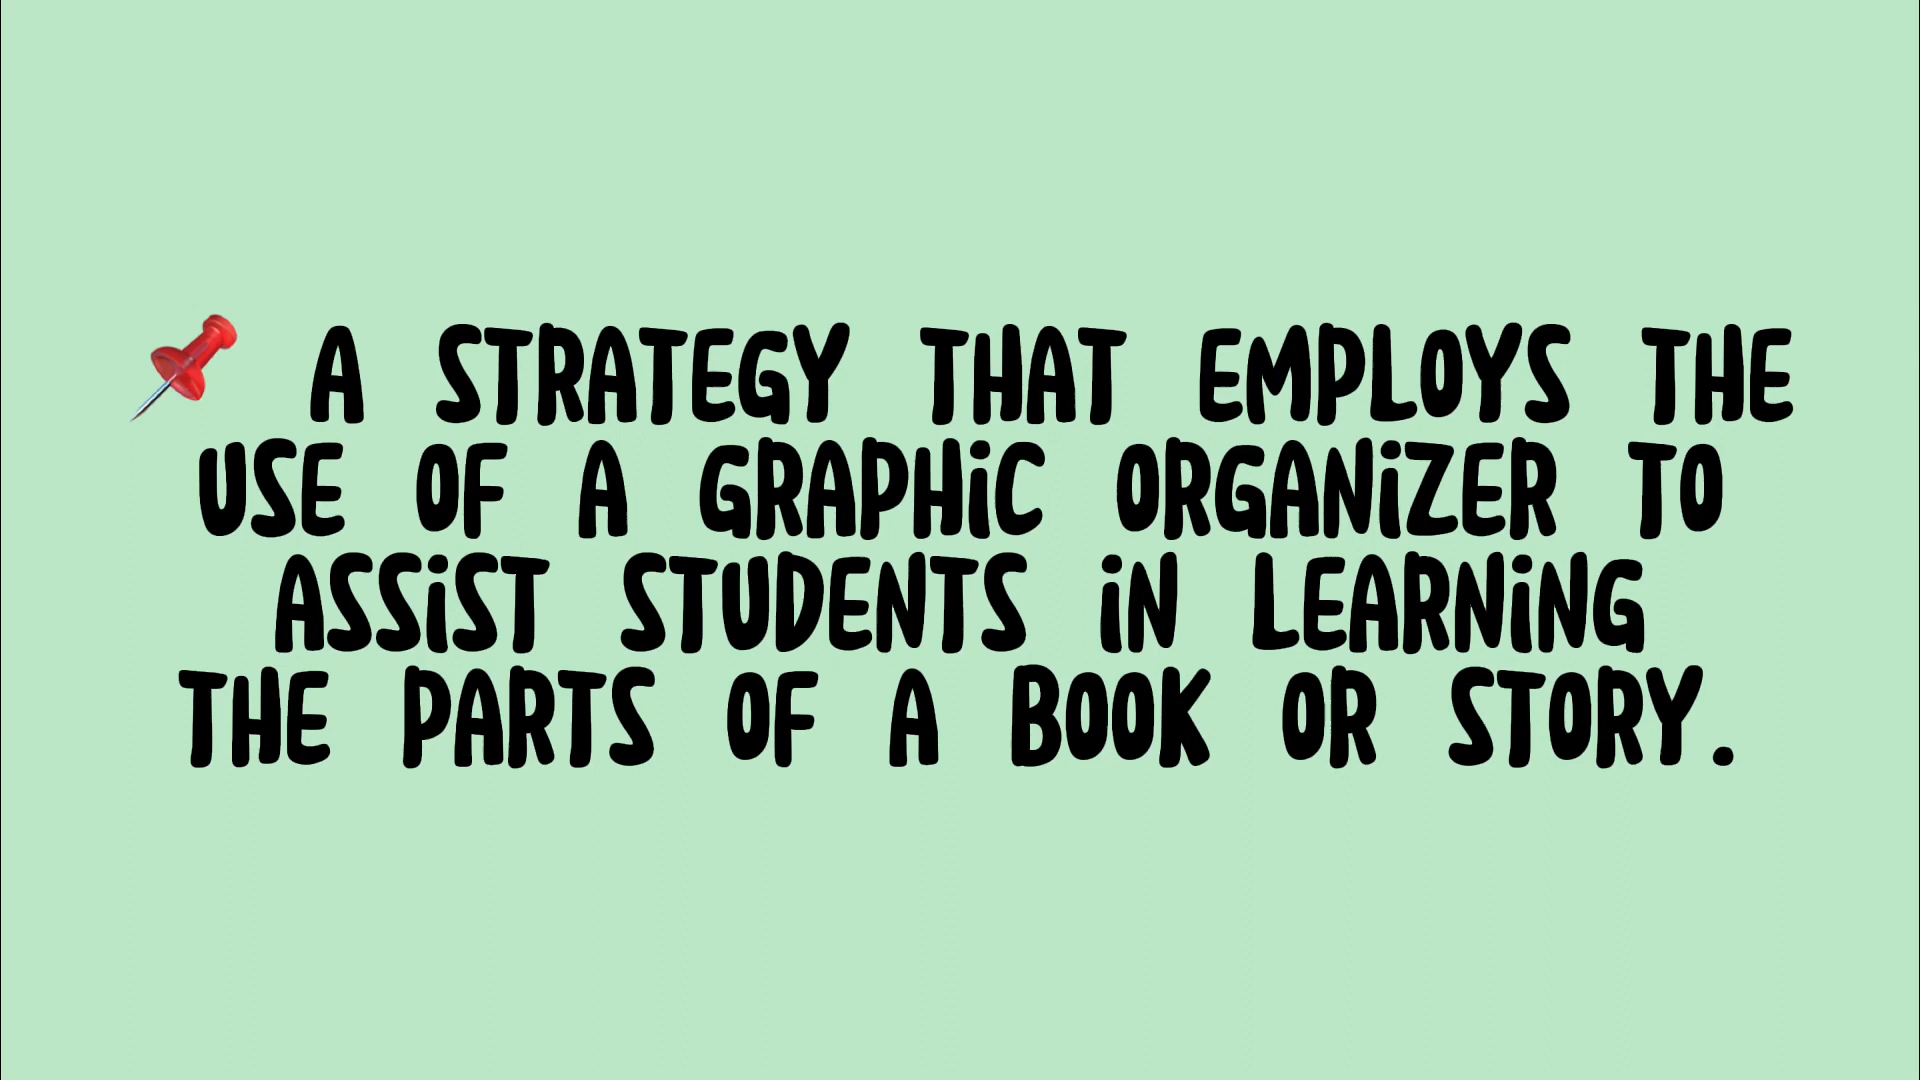 A STRATEGY THAT EMPLOYS THE
USE OF A GRAPHiC ORGANiZER TO
ASSiST STUDENTS iN LEARNiNG
THE PARTS OF A BOOK OR STORY.